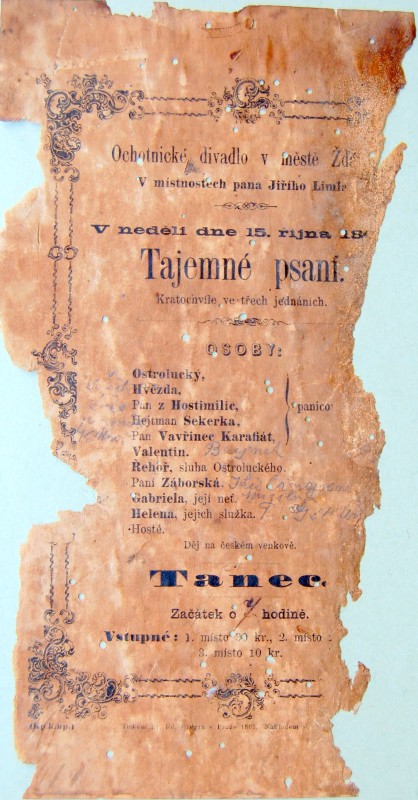 Ochotnické divadlo v městě Žď
V místnostech pana Jiřího Limla
V neděli dne 15. října 18
Tajemné psaní.
Kratochvíle ve třech jednáních.
OSOBY:
Ostrolucký,
Hvězda,
Pan z Hostimilic,
Hejtman Sekerka,
Pan Vavřinec Karafiát,
panico
Valentin.
Řehoř, sluha Ostroluckého.
Paní Záborská.
Gabriela, její neť.
Helena, jejich služka.
Hosté.
Děj na českém venkově.
Tanec.
Začátek o 7 hodině.
Vstupné: 1. místo 30 kr., 2. místo
3. místo 10 kr.